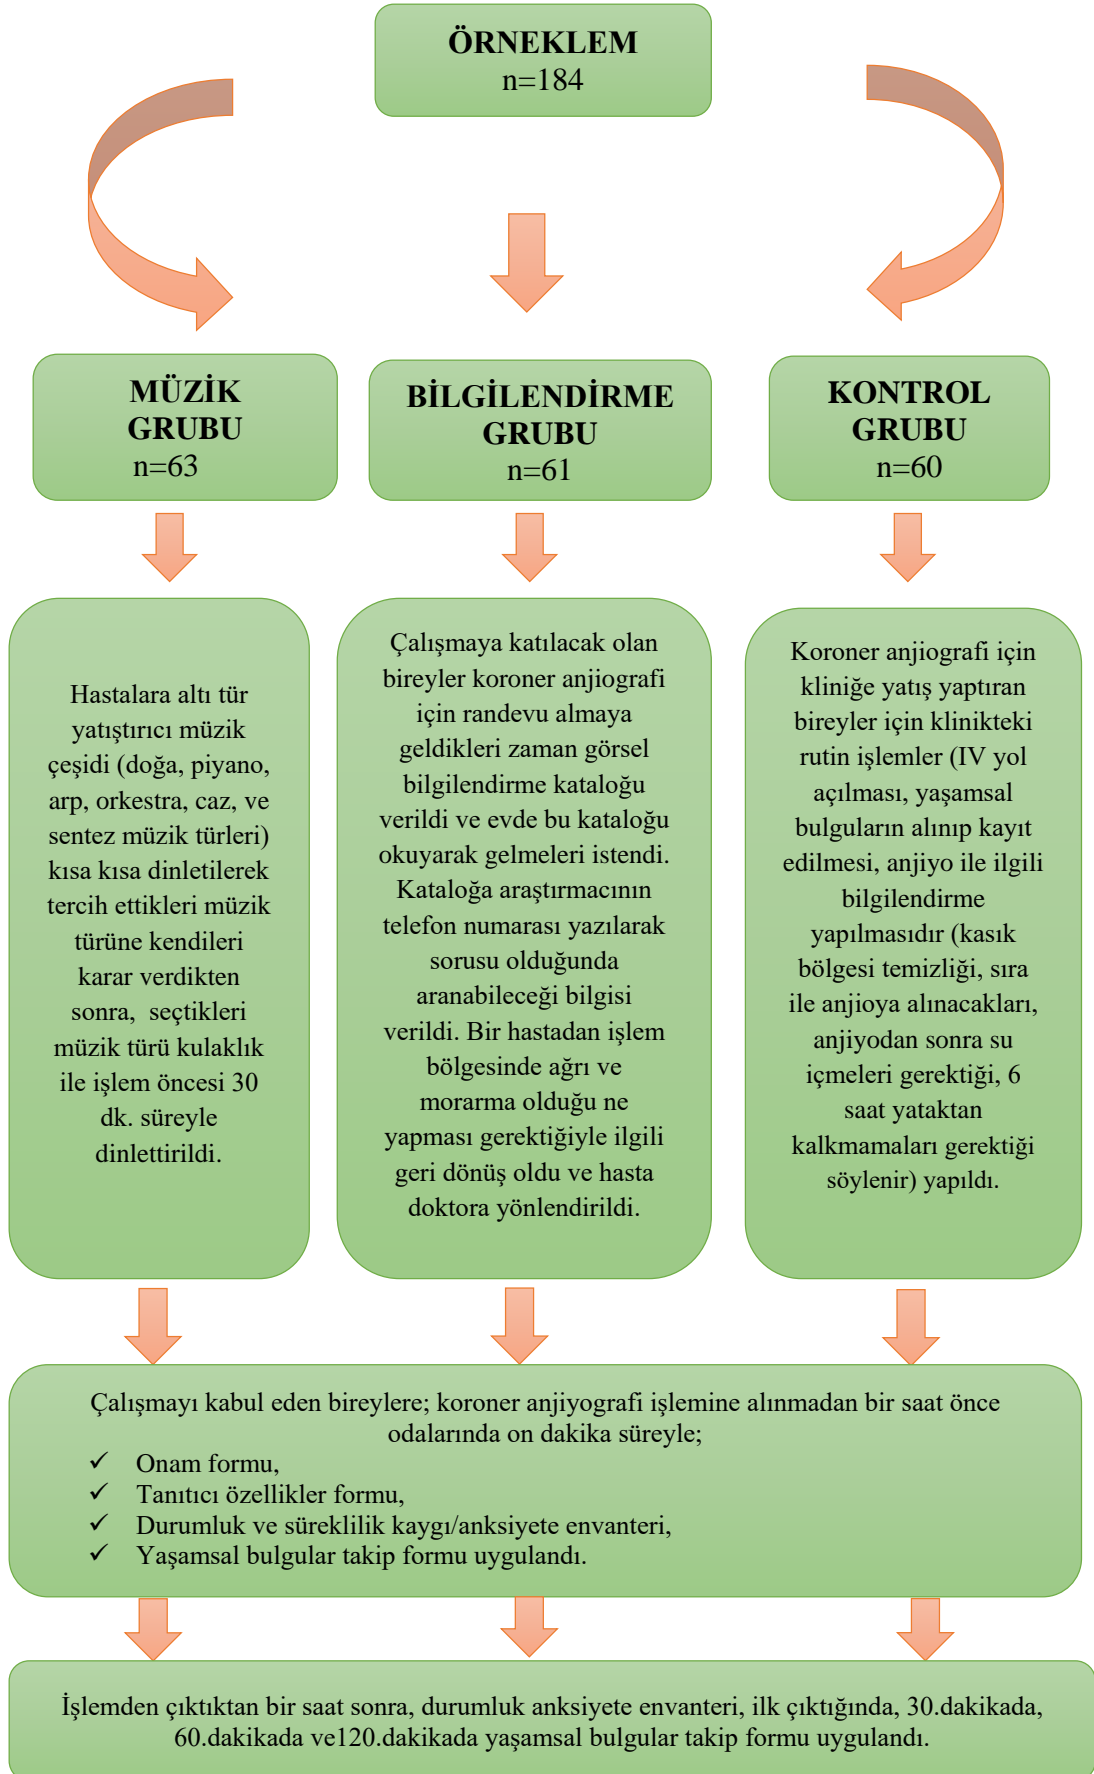 ÖRNEKLEM
n=184
MÜZİK
GRUBU
n=63
BİLGİLENDİRME
GRUBU
n=61
KONTROL
GRUBU
n=60
Hastalara altı tür
yatıştırıcı müzik
çeşidi (doğa, piyano,
arp, orkestra, caz, ve
sentez müzik türleri)
kısa kısa dinletilerek
tercih ettikleri müzik
türüne kendileri
karar verdikten
sonra, seçtikleri
müzik türü kulaklık
ile işlem öncesi 30
dk. süreyle
dinlettirildi.
Çalışmaya katılacak olan
bireyler koroner anjiografi
için randevu almaya
geldikleri zaman görsel
bilgilendirme kataloğu
verildi ve evde bu kataloğu
okuyarak gelmeleri istendi.
Kataloğa araştırmacının
telefon numarası yazılarak
sorusu olduğunda
aranabileceği bilgisi
verildi. Bir hastadan işlem
bölgesinde ağrı ve
morarma olduğu ne
yapması gerektiğiyle ilgili
geri dönüş oldu ve hasta
doktora yönlendirildi.
Koroner anjiografi için
kliniğe yatış yaptıran
bireyler için klinikteki
rutin işlemler (IV yol
açılması, yaşamsal
bulguların alınıp kayıt
edilmesi, anjiyo ile ilgili
bilgilendirme
yapılmasıdır (kasık
bölgesi temizliği, sıra
ile anjioya alınacakları,
anjiyodan sonra su
içmeleri gerektiği, 6
saat yataktan
kalkmamaları gerektiği
söylenir) yapıldı.
Çalışmayı kabul eden bireylere; koroner anjiyografi işlemine alınmadan bir saat önce
odalarında on dakika süreyle;
✓ Onam formu,
✓ Tanıtıcı özellikler formu,
✓ Durumluk ve süreklilik kaygı/anksiyete envanteri,
✓ Yaşamsal bulgular takip formu uygulandı.
İşlemden çıktıktan bir saat sonra, durumluk anksiyete envanteri, ilk çıktığında, 30.dakikada,
60.dakikada ve120.dakikada yaşamsal bulgular takip formu uygulandı.